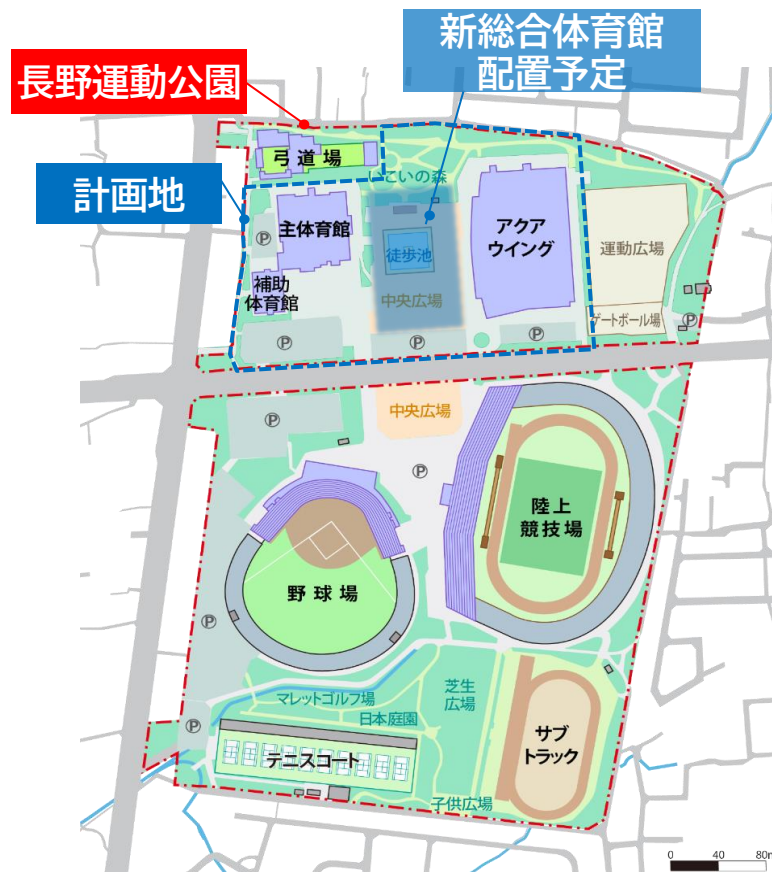 新総合体育館
配置予定
長野運動公園
計画地
弓道場
いこいの森
主体育館
アクア
ウイング
運動広場
徒歩池
補助
体育館
中央広場
ゲートボール場
Ⓟ
Ⓟ
Ⓟ
Ⓟ
Ⓟ
中央広場
Ⓟ
Ⓟ
陸上
競技場
野球場
Ⓟ
マレットゴルフ場
芝生
広場
日本庭園
Ⓟ
サブ
トラック
テニスコート
子供広場
0 40 80m